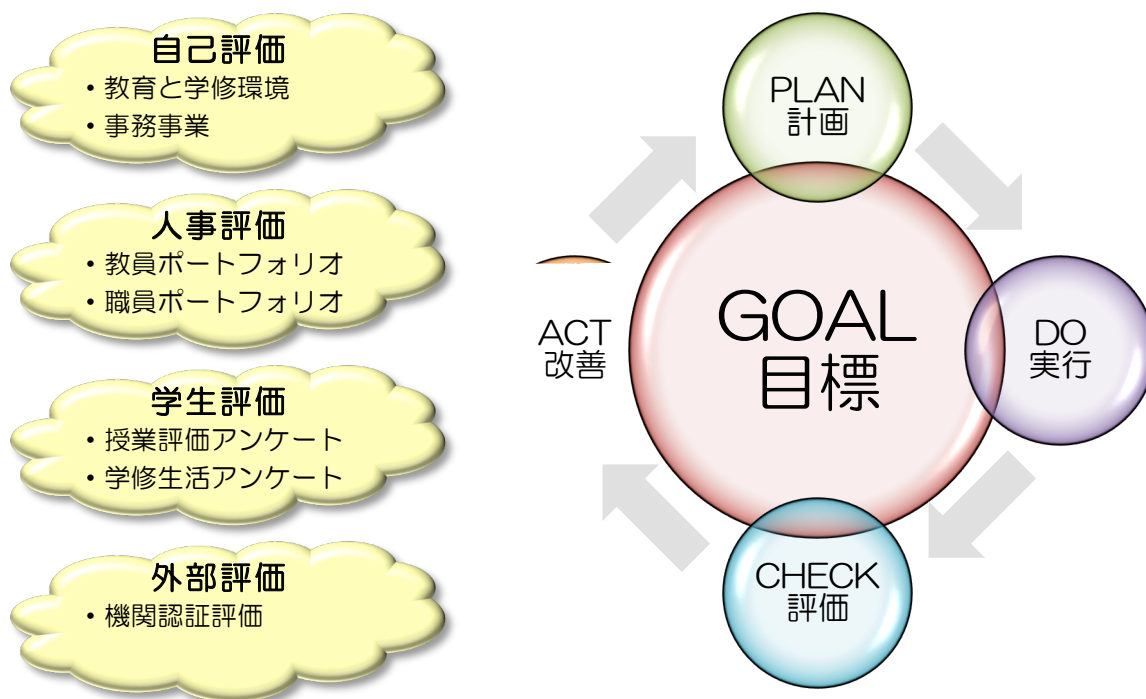 自己評価
・教育と学修環境
・事務事業
人事評価
・教員ポートフォリオ
・職員ポートフォリオ
学生評価
・授業評価アンケート
・学修生活アンケート
外部評価
・機関認証評価
PLAN
計画
GOAL
目標
DO
実行
CHECK
評価
ACT
改善